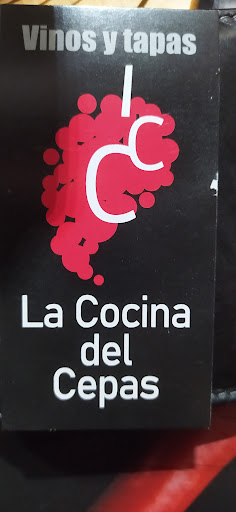 Vinos y tapas
lCC
La Cocina
del
Cepas